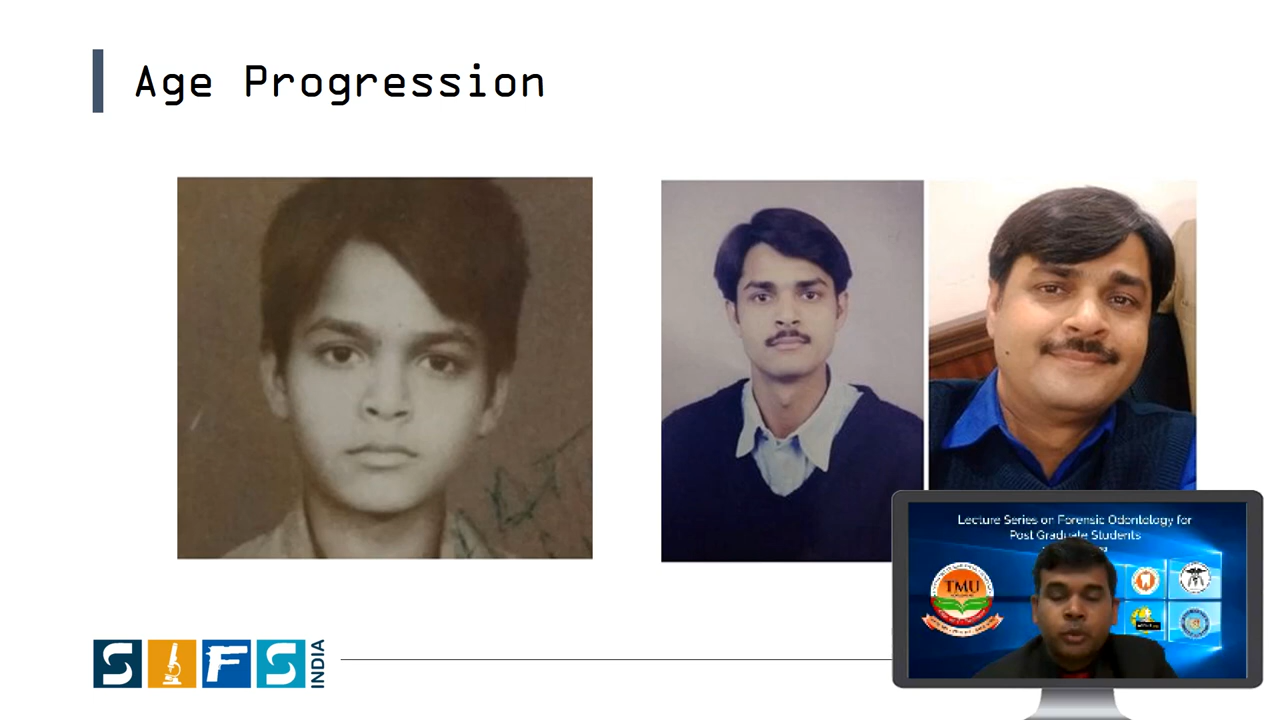 Age Progression
SIFS
INDIA
Lecture Series on Forensic Odontology for
Post Graduate Students
TMU